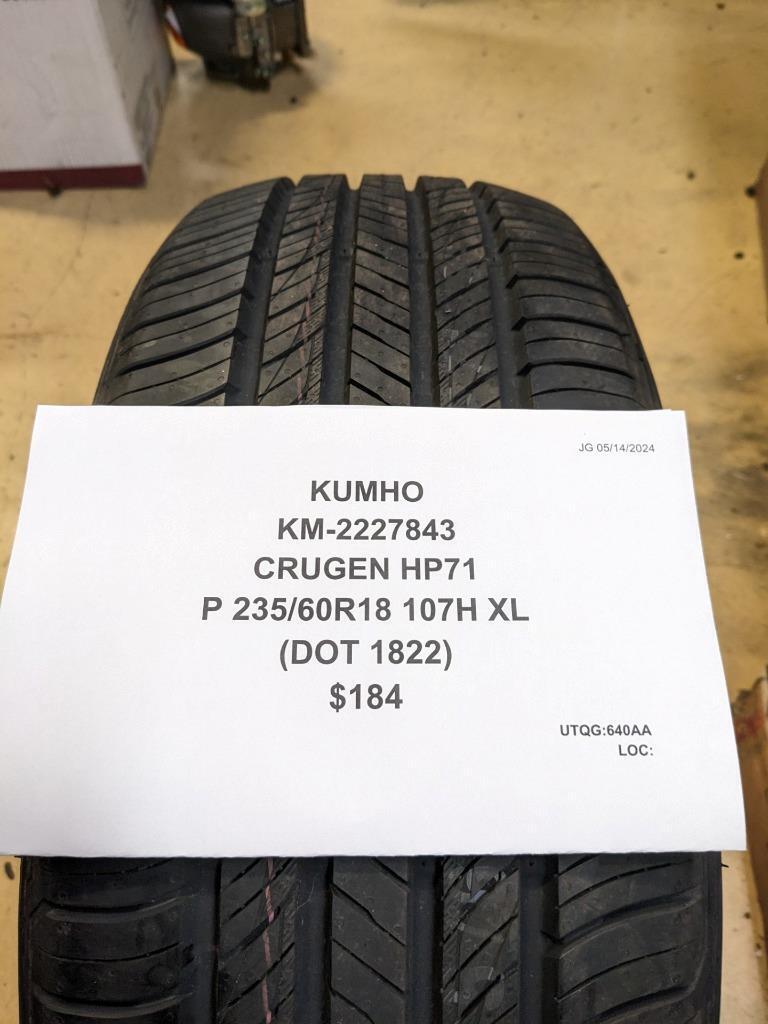 JG 05/14/2024
KUMHO
KM-2227843
CRUGEN HP71
P 235/60R18 107H XL
(DOT 1822)
$184
UTQG:640AA
LOC: